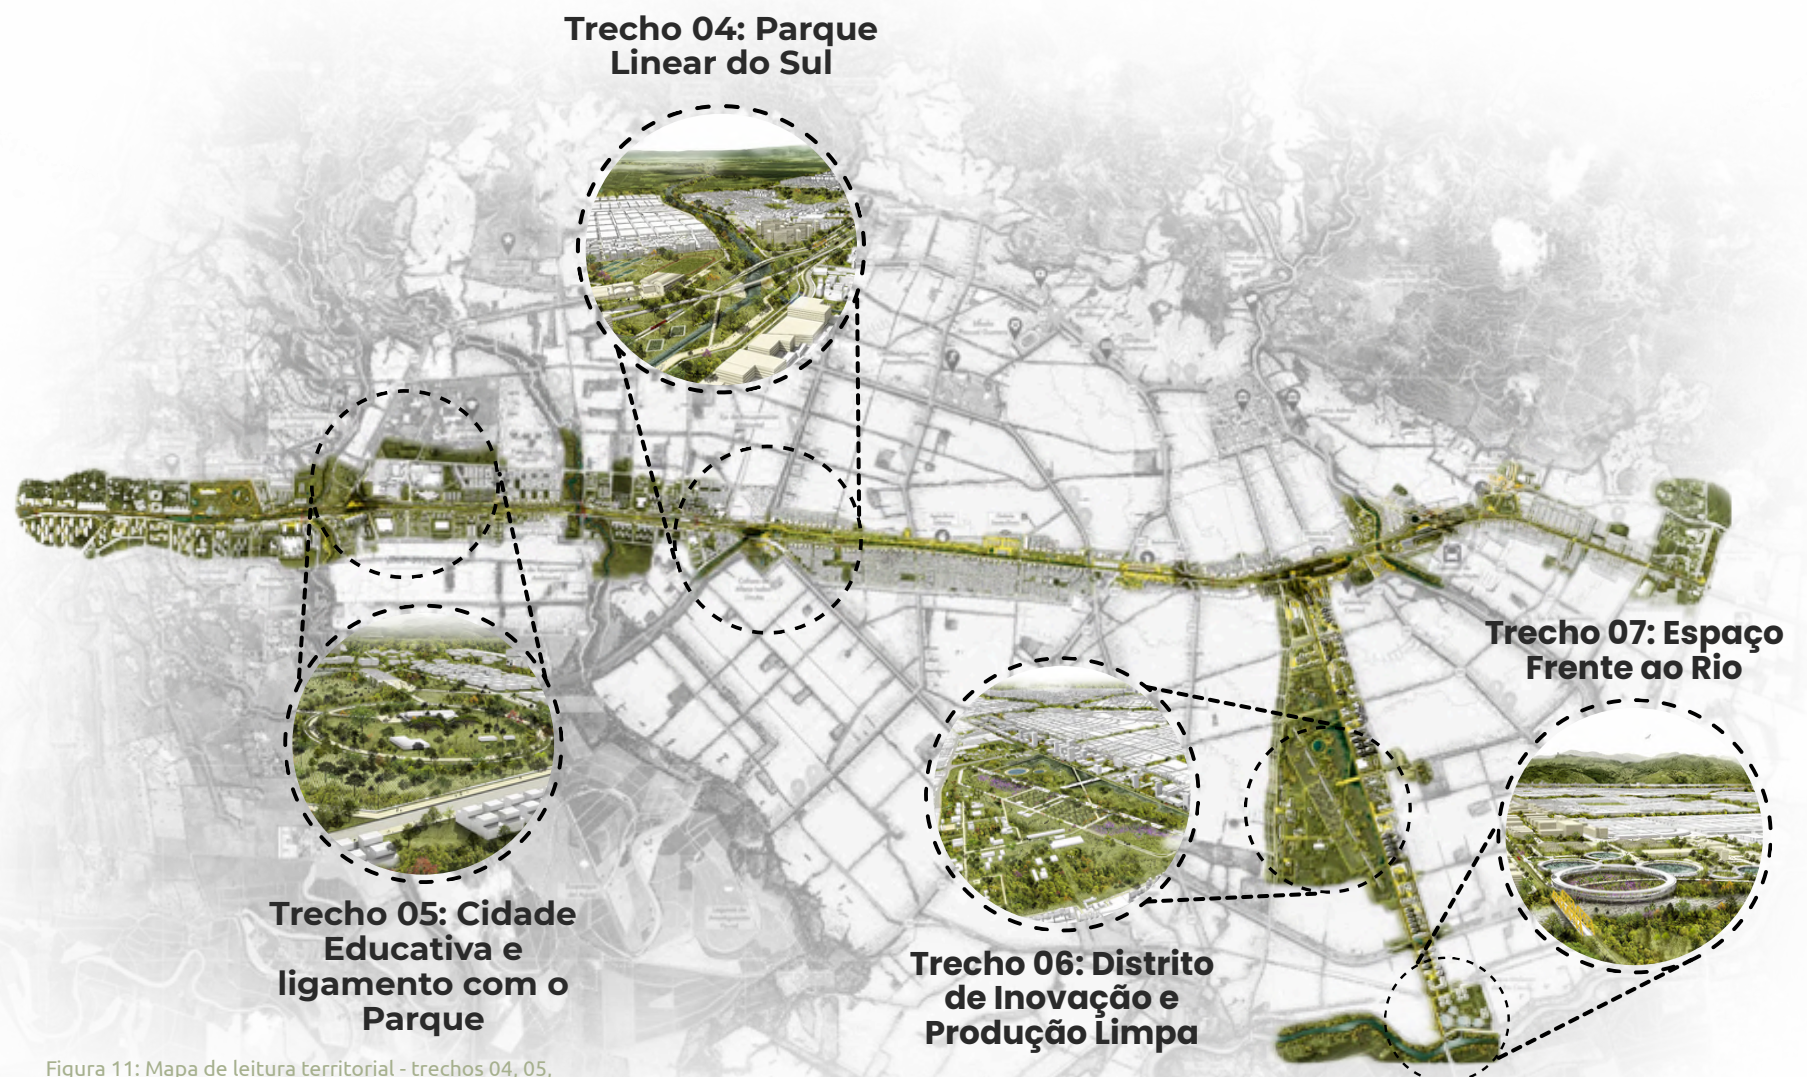 Trecho 04: Parque
Linear do Sul
Trecho 07: Espaço
Frente ao Rio
Trecho 05: Cidade
Educativa e
ligamento com o
Parque
Trecho 06: Distrito
de Inovação e
Produção Limpa
Figura 11: Mapa de leitura territorial - trechos 04, 05,